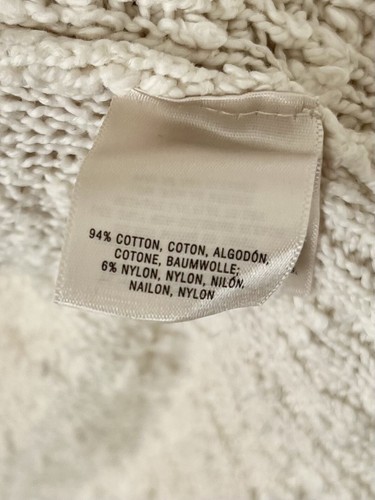 94% COTTON, COTON, ALGODÓN,
COTONE, BAUMWOLLE;
6% NYLON, NYLON, NILÓN,
NAILON, NYLON